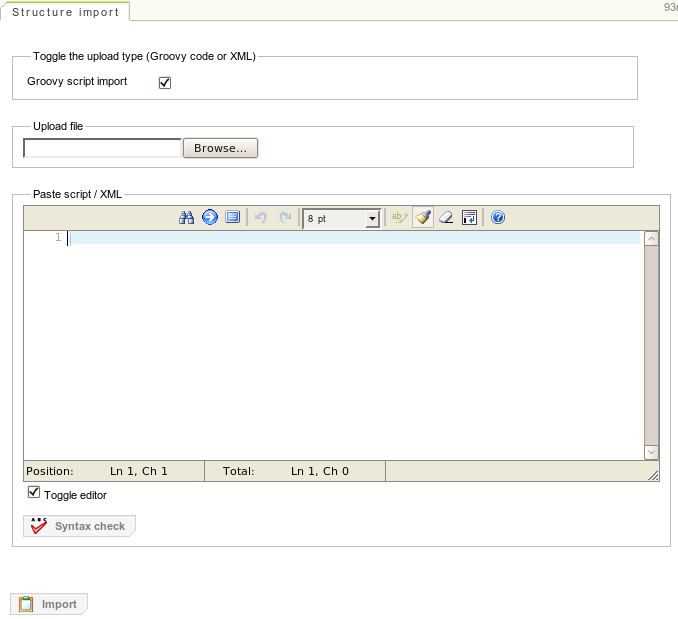 Structure import
Toggle the upload type (Groovy code or XML)
Groovy script import
Upload file
Browse...
Paste script / XML
8 pt
1
Position: Ln 1, Ch 1 Total: Ln 1, Ch 0
Toggle editor
Syntax check
Import